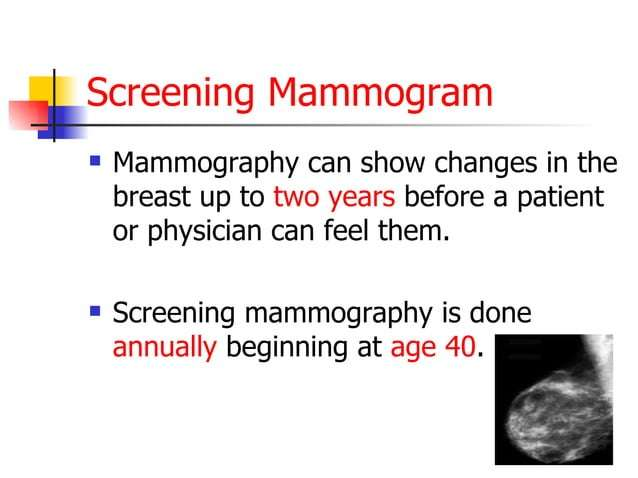 Screening Mammogram
Mammography can show changes in the
breast up to two years before a patient
or physician can feel them.
Screening mammography is done
annually beginning at age 40.